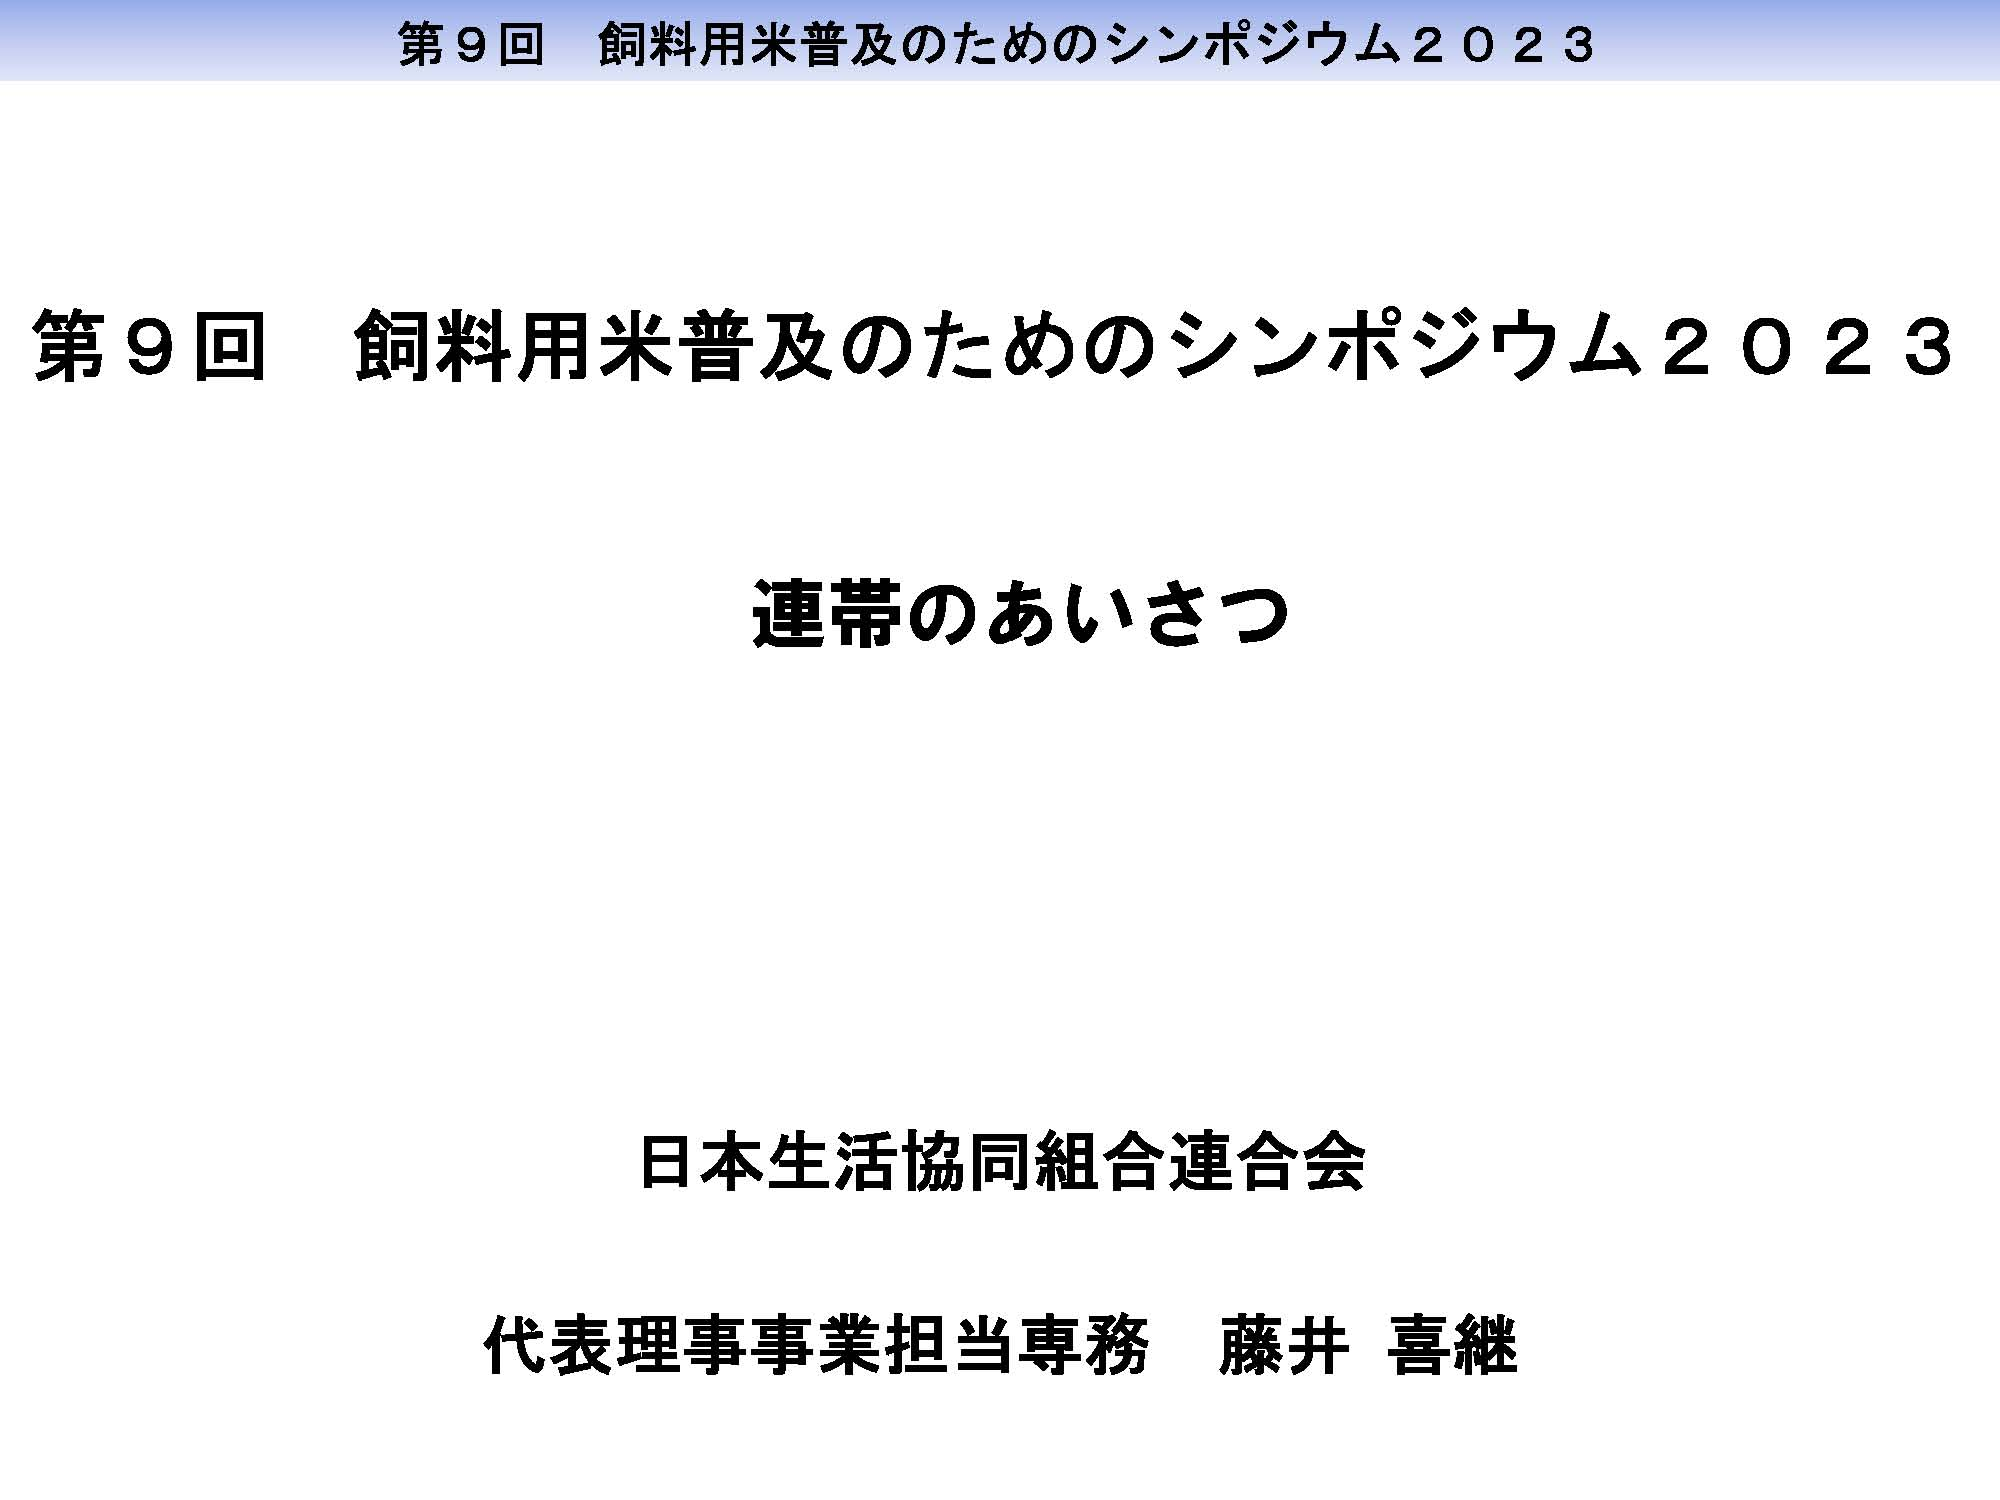 第９回　飼料用米普及のためのシンポジウム２０２３
第９回　飼料用米普及のためのシンポジウム２０２３
連帯のあいさつ
日本生活協同組合連合会
代表理事事業担当専務　藤井 喜継